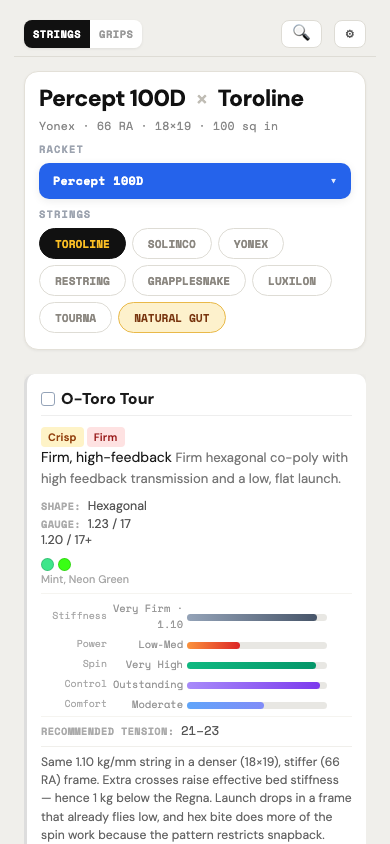 STRINGS GRIPS
Percept 100D × Toroline
Yonex · 66 RA · 18×19 · 100 sq in
RACKET
Percept 100D
STRINGS
TOROLINE SOLINCO YONEX
RESTRING GRAPPLESNAKE LUXILON
TOURNA NATURAL GUT
O-Toro Tour
Crisp Firm
Firm, high-feedback Firm hexagonal co-poly with
high feedback transmission and a low, flat launch.
SHAPE: Hexagonal
GAUGE: 1.23 / 17
1.20 / 17+
Mint, Neon Green
Stiffness Very Firm ·
1.10
Power Low-Med
Spin Very High
Control Outstanding
Comfort Moderate
RECOMMENDED TENSION: 21–23
Same 1.10 kg/mm string in a denser (18×19), stiffer (66
RA) frame. Extra crosses raise effective bed stiffness
— hence 1 kg below the Regna. Launch drops in a frame
that already flies low, and hex bite does more of the
spin work because the pattern restricts snapback.